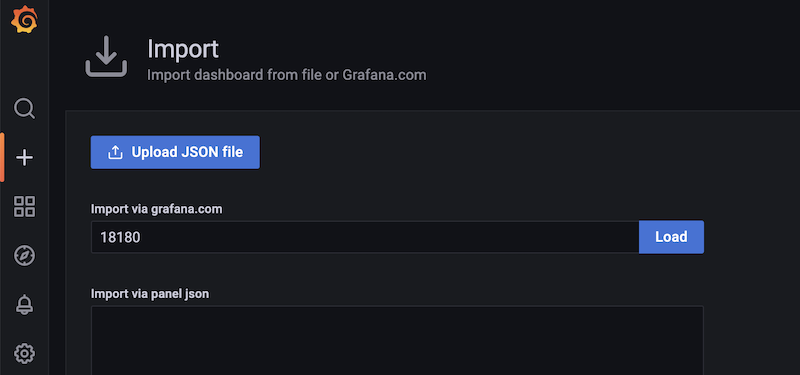 Import
Import dashboard from file or Grafana.com
Upload JSON file
Import via grafana.com
18180
Load
Import via panel json